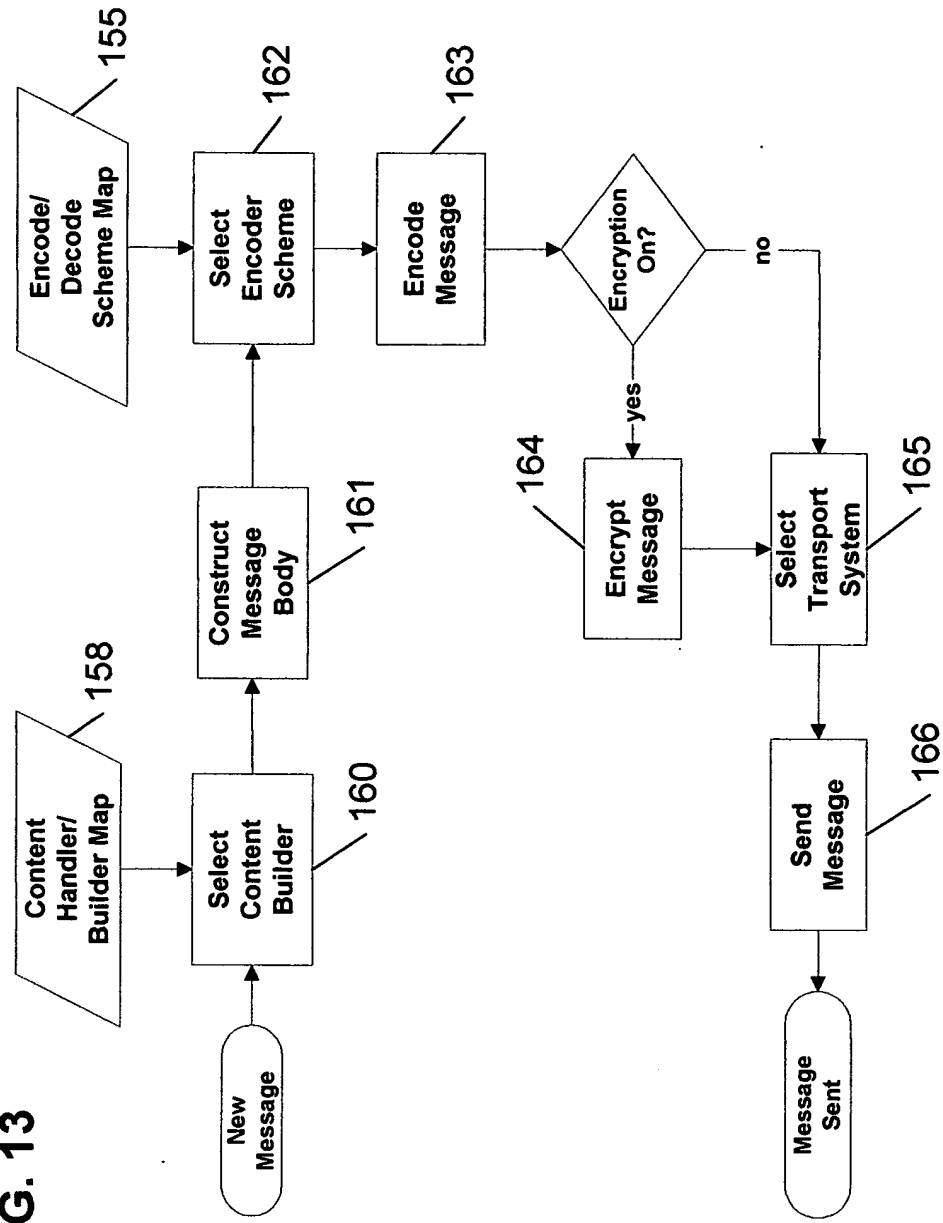 G. 13
Content
Handler/
Builder Map
158
Encode/
Decode
Scheme Map
155
New
Message
Select
Content
Builder
160
Construct
Message
Body
161
Select
Encoder
Scheme
162
Encode
Message
163
Encryption
On?
yes
no
Encrypt
Message
164
Select
Transport
System
165
Send
Message
166
Message
Sent